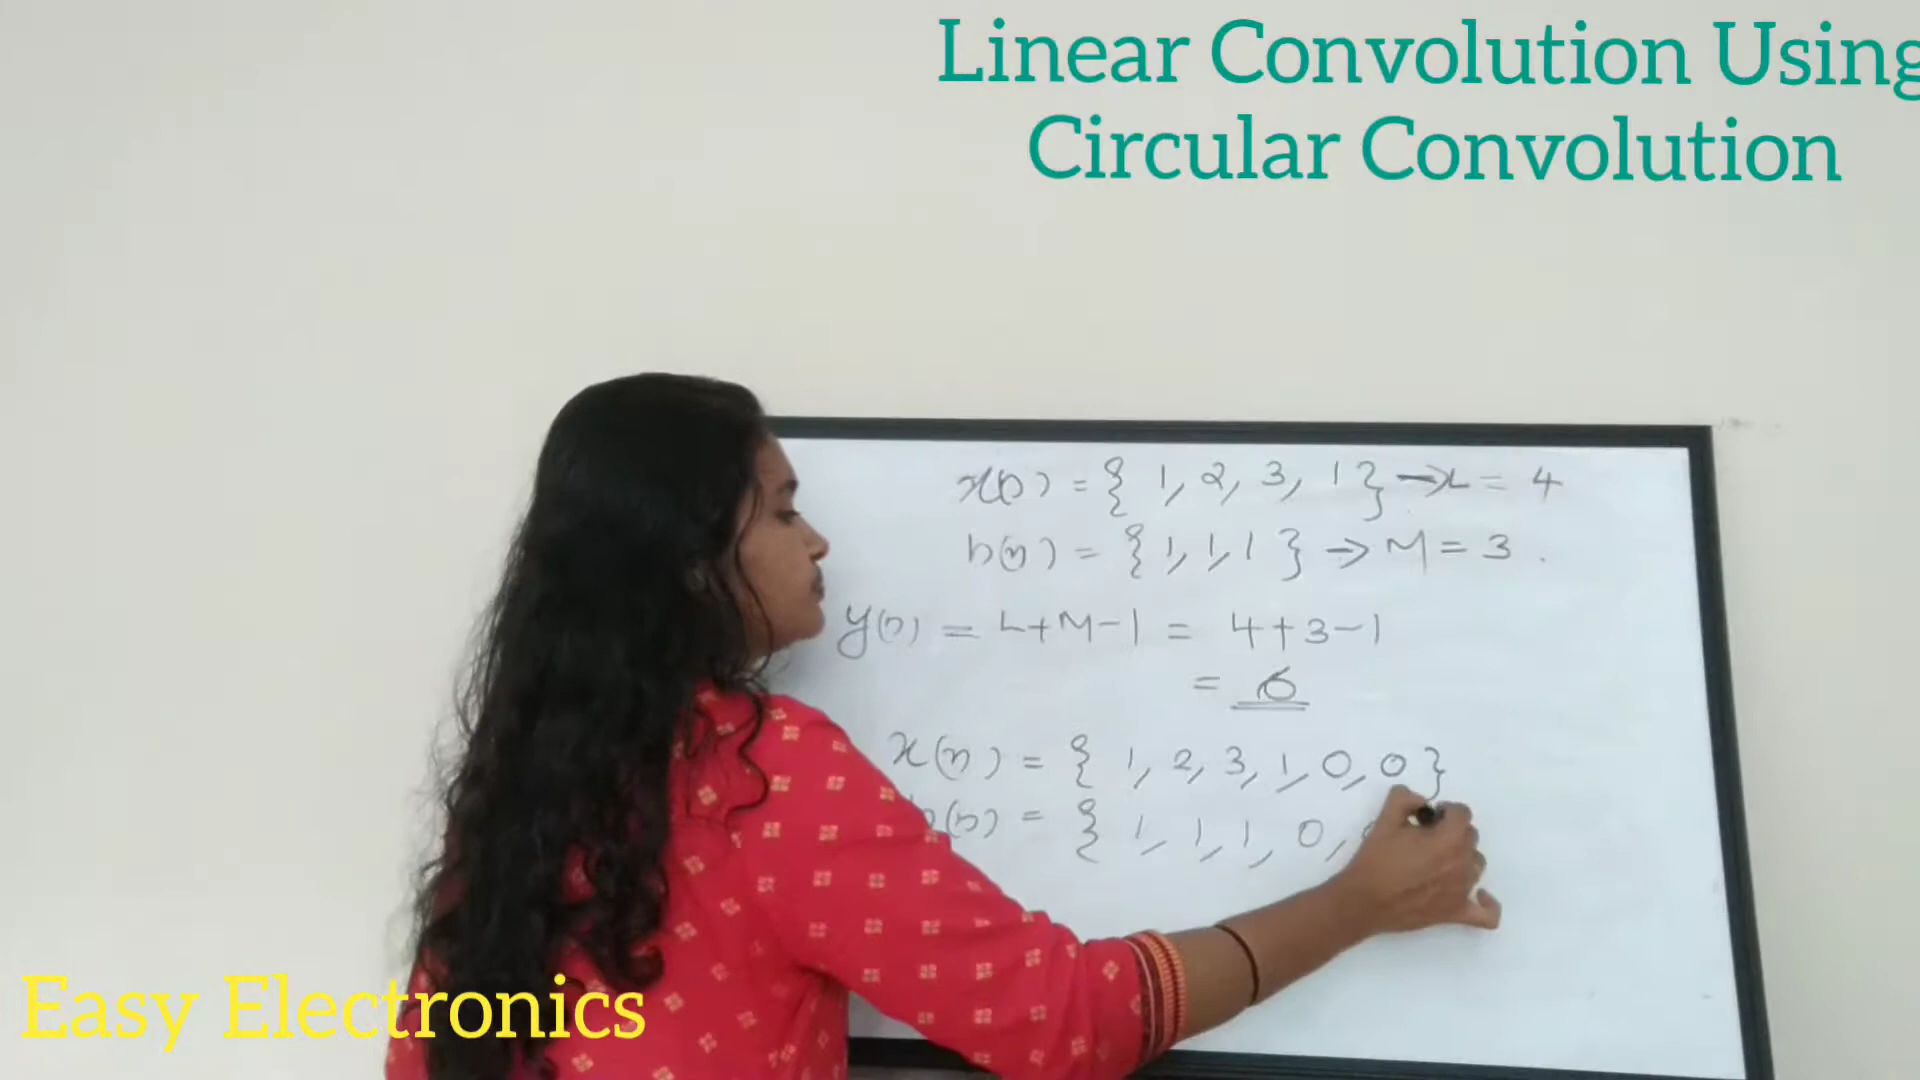 Linear Convolution Using
Circular Convolution
x(n) = { 1, 2, 3, 1 } → L = 4
h(n) = { 1, 1, 1 } → M = 3 .
y(n) = L+M-1 = 4+3-1
= 6
x(n) = { 1, 2, 3, 1, 0, 0 }
h(n) = { 1, 1, 1, 0,
Easy Electronics